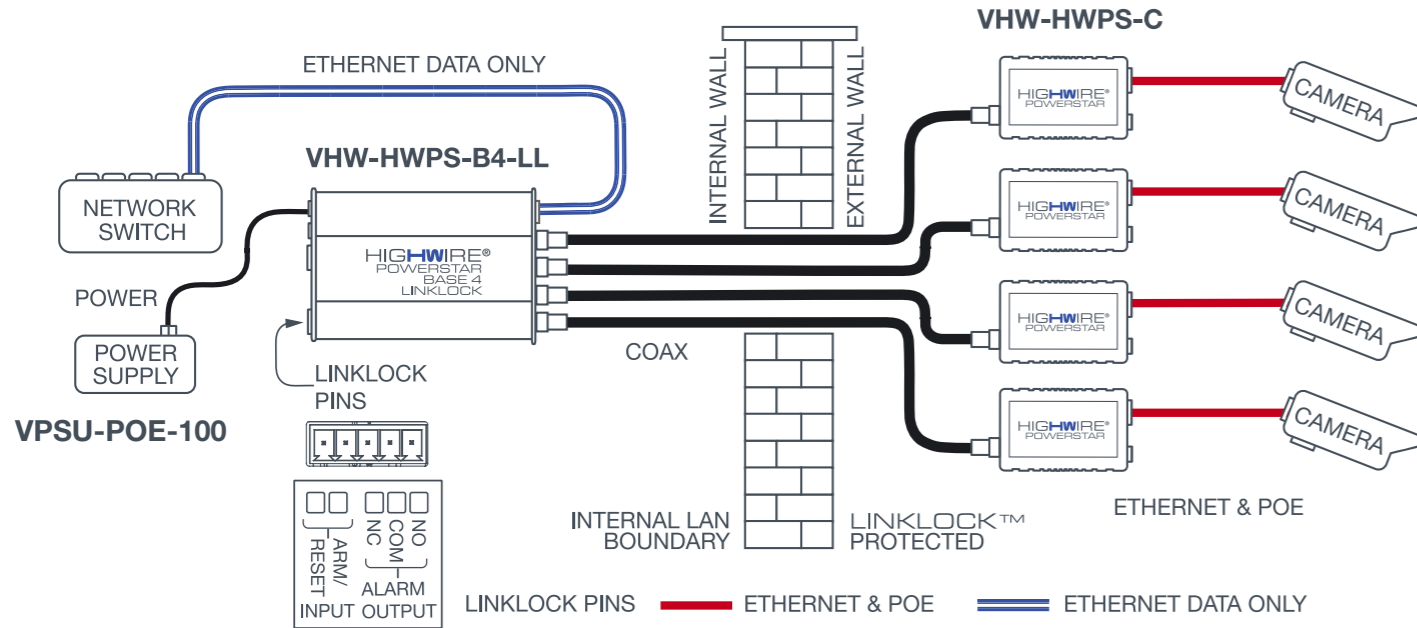 VHW-HWPS-C
ETHERNET DATA ONLY
INTERNAL WALL
EXTERNAL WALL
VHW-HWPS-B4-LL
NETWORK
SWITCH
HIGHWIRE®
POWERSTAR
BASE 4
LINKLOCK
HIGHWIRE®
POWERSTAR
CAMERA
HIGHWIRE®
POWERSTAR
CAMERA
HIGHWIRE®
POWERSTAR
CAMERA
HIGHWIRE®
POWERSTAR
CAMERA
POWER
POWER
SUPPLY
VPSU-POE-100
LINKLOCK
PINS
COAX
ARM/
RESET
INPUT
NC
COM
NO
ALARM
OUTPUT
INTERNAL LAN
BOUNDARY
LINKLOCK™
PROTECTED
ETHERNET & POE
LINKLOCK PINS
ETHERNET & POE
ETHERNET DATA ONLY